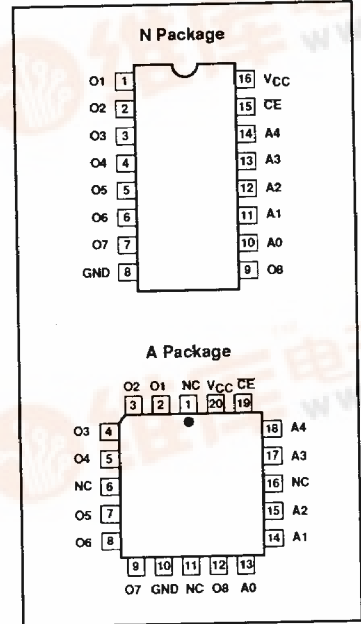 N Package
O1 1 16 VCC
O2 2 15 CE
O3 3 14 A4
O4 4 13 A3
O5 5 12 A2
O6 6 11 A1
O7 7 10 A0
GND 8 9 O8
A Package
O2 O1 NC VCC CE
3 2 1 20 19
O3 4 18 A4
O4 5 17 A3
NC 6 16 NC
O5 7 15 A2
O6 8 14 A1
9 10 11 12 13
O7 GND NC O8 A0